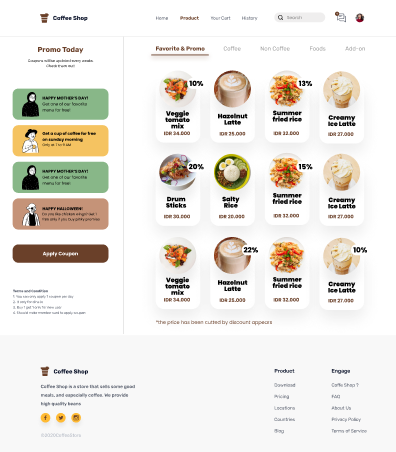 Coffee Shop
Home
Product
Your Cart
History
Search
Promo Today
Coupons will be updated every weeks.
Check them out!
HAPPY MOTHER'S DAY!
Get one of our favorite
menu for free!
Get a cup of coffee for free
on sunday morning
Only at 7 to 9 AM
HAPPY MOTHER'S DAY!
Get one of our favorite
menu for free!
HAPPY HALLOWEEN!
Do you like chicken wings? Get 1
free only if you buy pinky promise
Apply Coupon
Terms and Condition
1. You can only apply 1 coupon per day
2. It only for dine in
3. Buy 1 get 1 only for new user
4. Should make member card to apply coupon
Favorite & Promo
Coffee
Non Coffee
Foods
Add-on
10%
Veggie
tomato
mix
IDR 34.000
Hazelnut
Latte
IDR 25.000
13%
Summer
fried rice
IDR 32.000
Creamy
Ice Latte
IDR 27.000
20%
Drum
Sticks
IDR 30.000
Salty
Rice
IDR 20.000
15%
Summer
fried rice
IDR 32.000
Creamy
Ice Latte
IDR 27.000
Veggie
tomato
mix
IDR 34.000
22%
Hazelnut
Latte
IDR 25.000
Summer
fried rice
IDR 32.000
10%
Creamy
Ice Latte
IDR 27.000
*the price has been cutted by discount appears
Coffee Shop
Coffee Shop is a store that sells some good
meals, and especially coffee. We provide
high quality beans
©2020CoffeeStore
Product
Download
Pricing
Locations
Countries
Blog
Engage
Coffe Shop ?
FAQ
About Us
Privacy Policy
Terms of Service